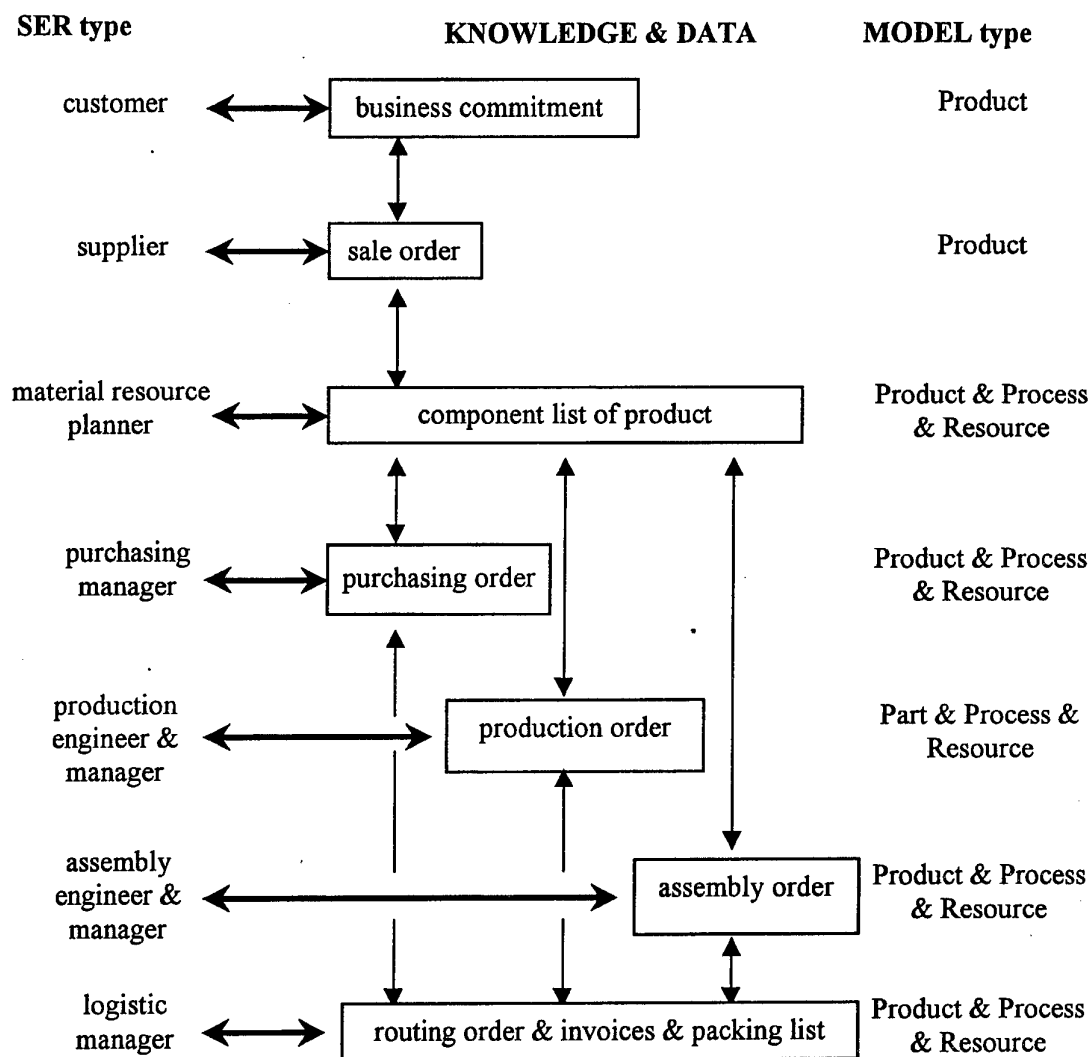 SER type KNOWLEDGE & DATA MODEL type
customer business commitment Product
supplier sale order Product
material resource
planner
component list of product
Product & Process
& Resource
purchasing
manager
purchasing order
Product & Process
& Resource
production
engineer &
manager
production order
Part & Process &
Resource
assembly
engineer &
manager
assembly order
Product & Process
& Resource
logistic
manager
routing order & invoices & packing list
Product & Process
& Resource